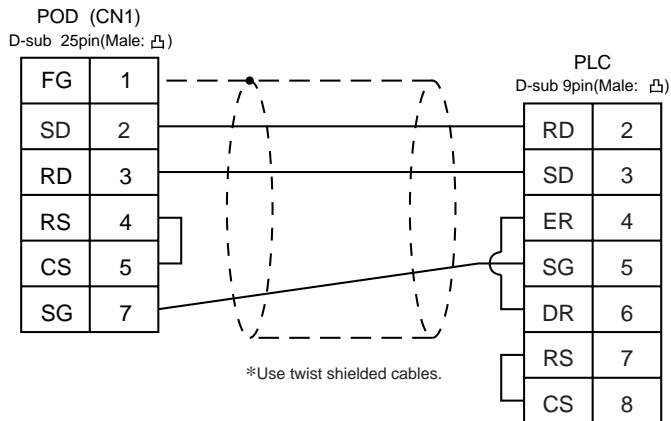 POD (CN1)
D-sub 25pin(Male: 凸)
FG 1
SD 2
RD 3
RS 4
CS 5
SG 7
PLC
D-sub 9pin(Male: 凸)
RD 2
SD 3
ER 4
SG 5
DR 6
RS 7
CS 8
*Use twist shielded cables.